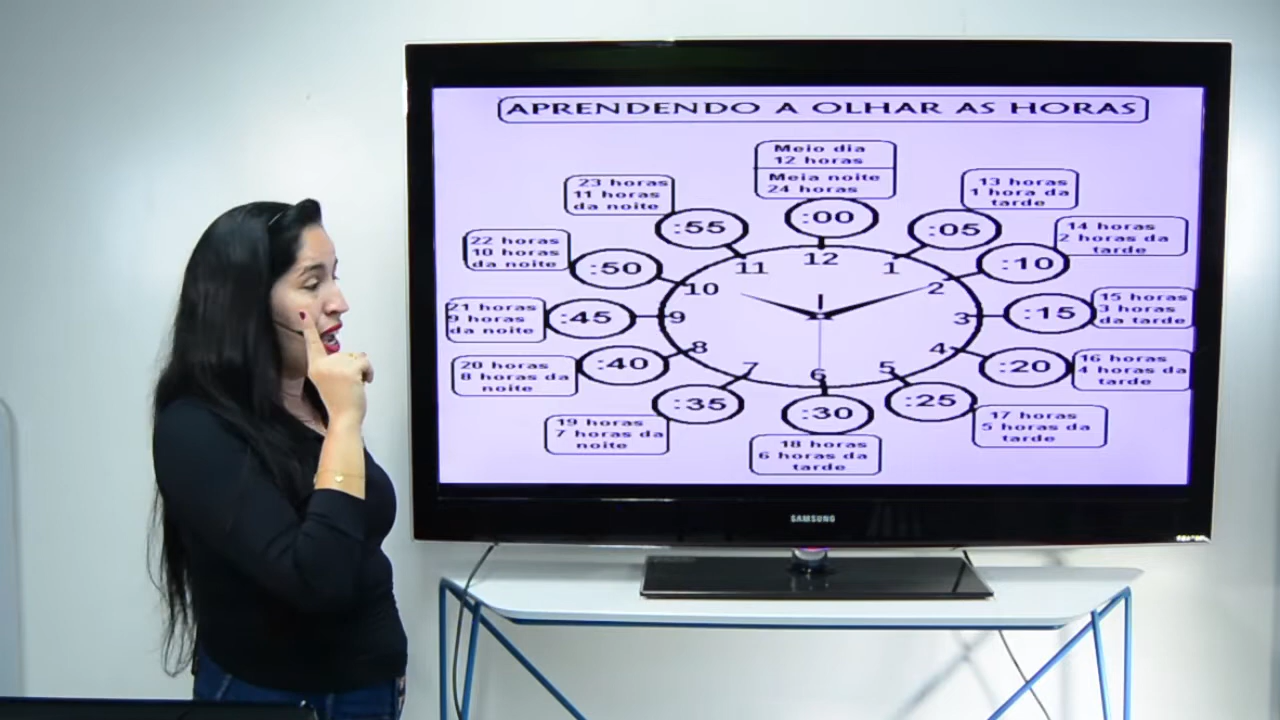 APRENDENDO A OLHAR AS HORAS
Meio dia
12 horas
Meia noite
24 horas
:00
13 horas
1 hora da
tarde
:05
14 horas
2 horas da
tarde
:10
15 horas
3 horas
da tarde
:15
16 horas
4 horas da
tarde
:20
17 horas
5 horas da
tarde
:25
18 horas
6 horas da
tarde
:30
19 horas
7 horas da
noite
:35
20 horas
8 horas da
noite
:40
21 horas
9 horas
da noite
:45
22 horas
10 horas
da noite
:50
23 horas
11 horas
da noite
:55
12
1
2
3
4
5
6
7
8
9
10
11
SAMSUNG